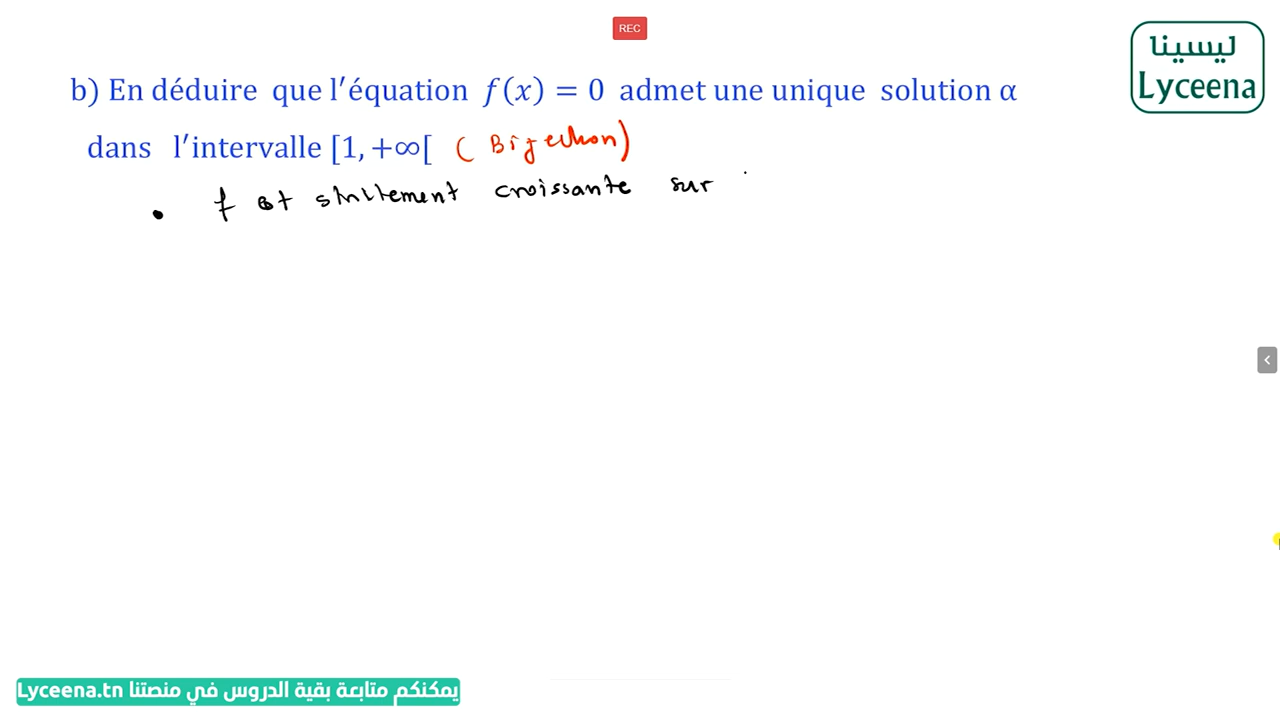 REC
ليسينا
Lyceena
b) En déduire que l'équation f(x) = 0 admet une unique solution α
dans l'intervalle [1, +∞[ ( Bijection)
• f est strictement croissante sur
Lyceena.tn يمكنكم متابعة بقية الدروس في منصتنا